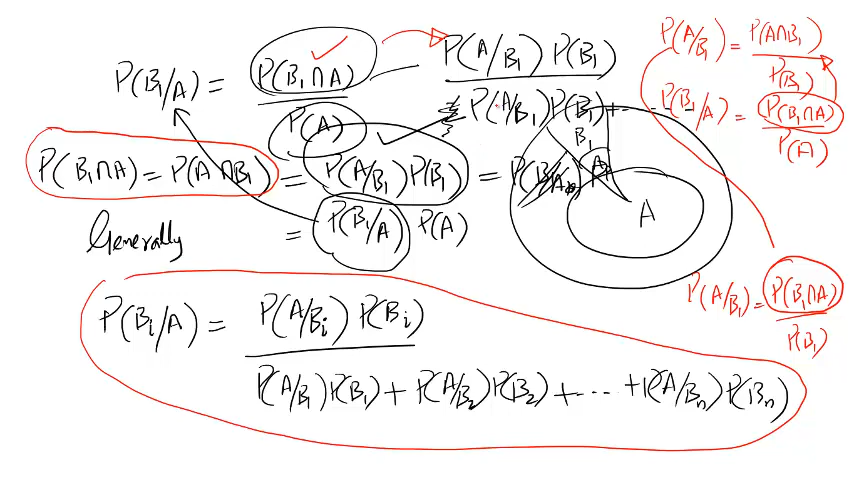 P(B₁/A) = P(B₁∩A) / P(A) = P(A/B₁) P(B₁) / Σ P(A/B₁) P(B₁) + - - - -
P(A/B₁) = P(A∩B₁) / P(B₁)
P(B₁/A) = P(B₁∩A) / P(A)
P(B₁∩A) = P(A∩B₁) = P(A/B₁) P(B₁) =
Generally = P(B₁/A) P(A)
B₁
A₁
A
P(A/B₁) = P(B₁∩A) / P(B₁)
P(Bᵢ/A) = P(A/Bᵢ) P(Bᵢ) / P(A/B₁) P(B₁) + P(A/B₂) P(B₂) + ---- + P(A/Bₙ) P(Bₙ)